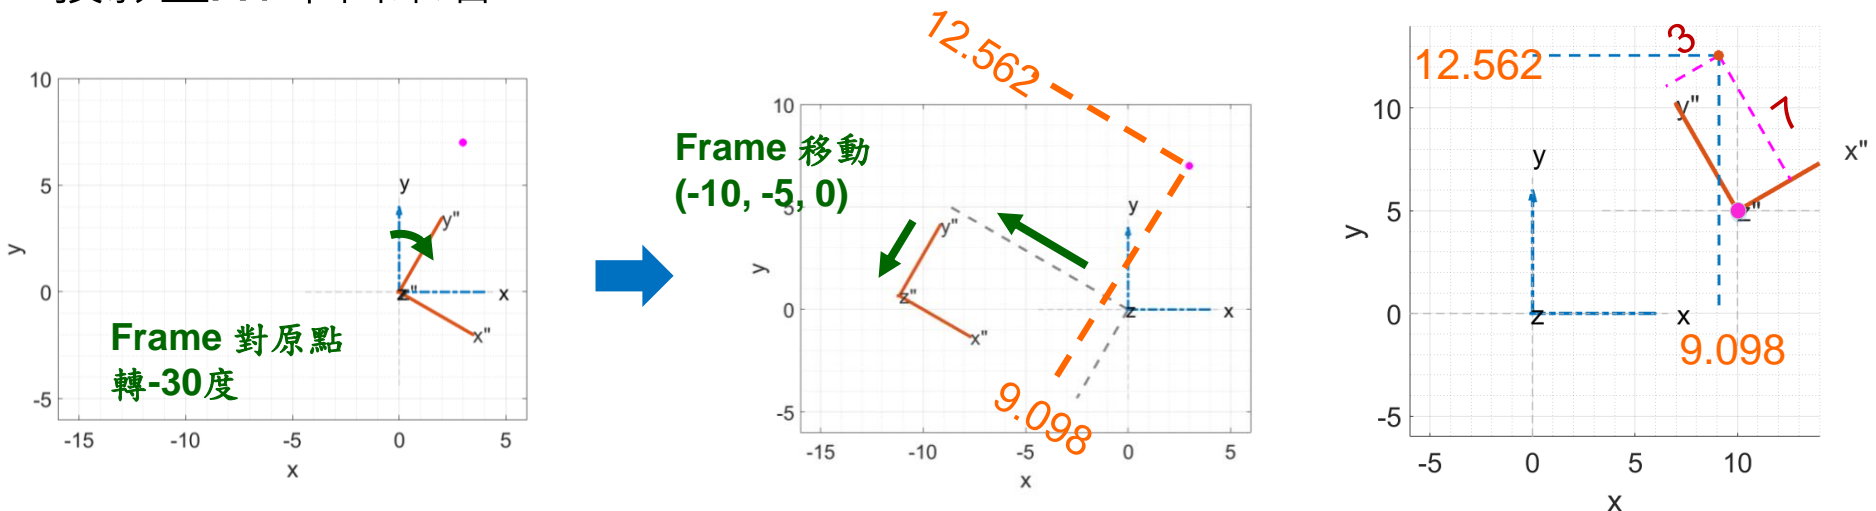 10
5
0
-5
-15
-10
-5
0
5
x
y
y
y"
z"
x
x"
Frame 對原點
轉-30度
12.562
Frame 移動
(-10, -5, 0)
10
5
0
-5
-15
-10
-5
0
5
x
y
y
y"
z"
x"
z
x
9.098
12.562
3
7
10
5
0
-5
-5
0
5
10
x
y
y
y"
x"
z"
z
x
9.098